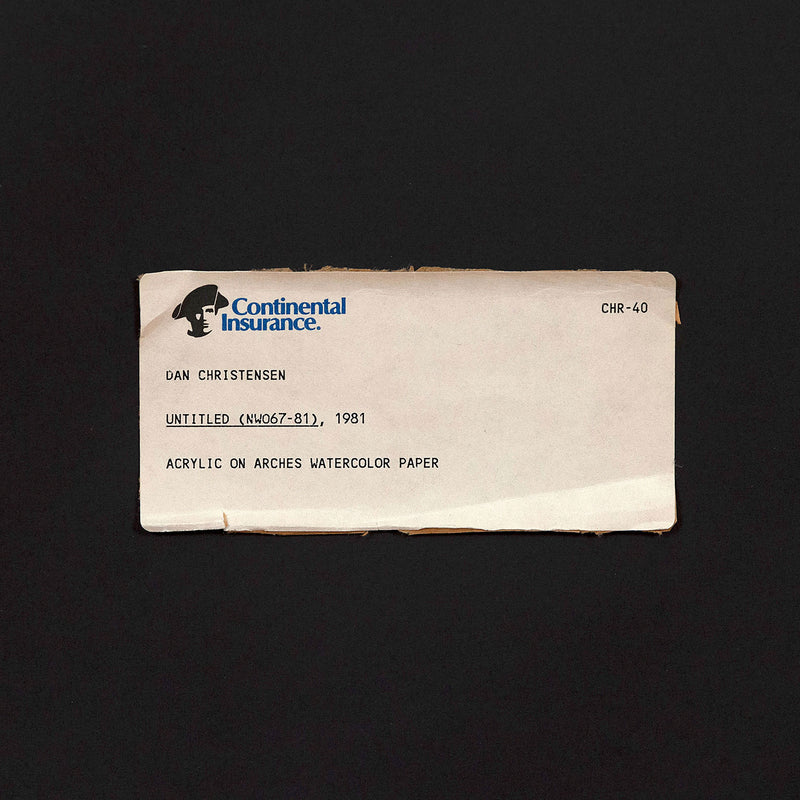 Continental
Insurance.
CHR-40
DAN CHRISTENSEN
UNTITLED (NW067-81), 1981
ACRYLIC ON ARCHES WATERCOLOR PAPER